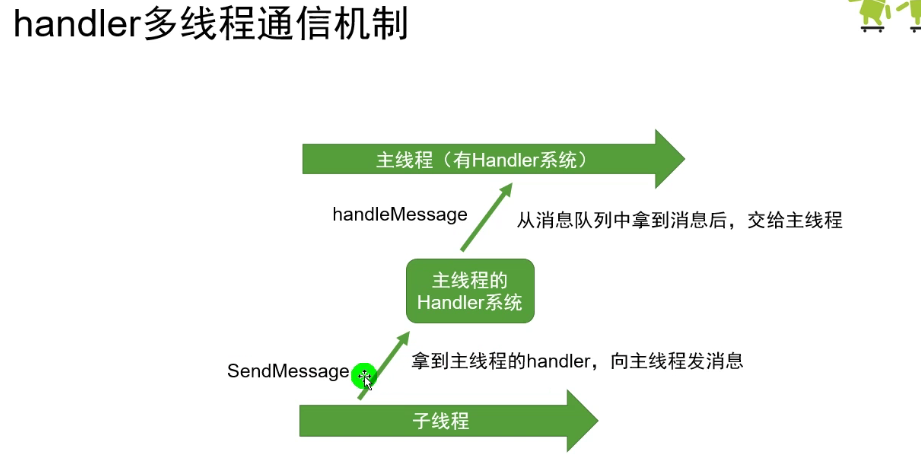 handler多线程通信机制
主线程（有Handler系统）
handleMessage
从消息队列中拿到消息后，交给主线程
主线程的
Handler系统
SendMessage
拿到主线程的handler，向主线程发消息
子线程